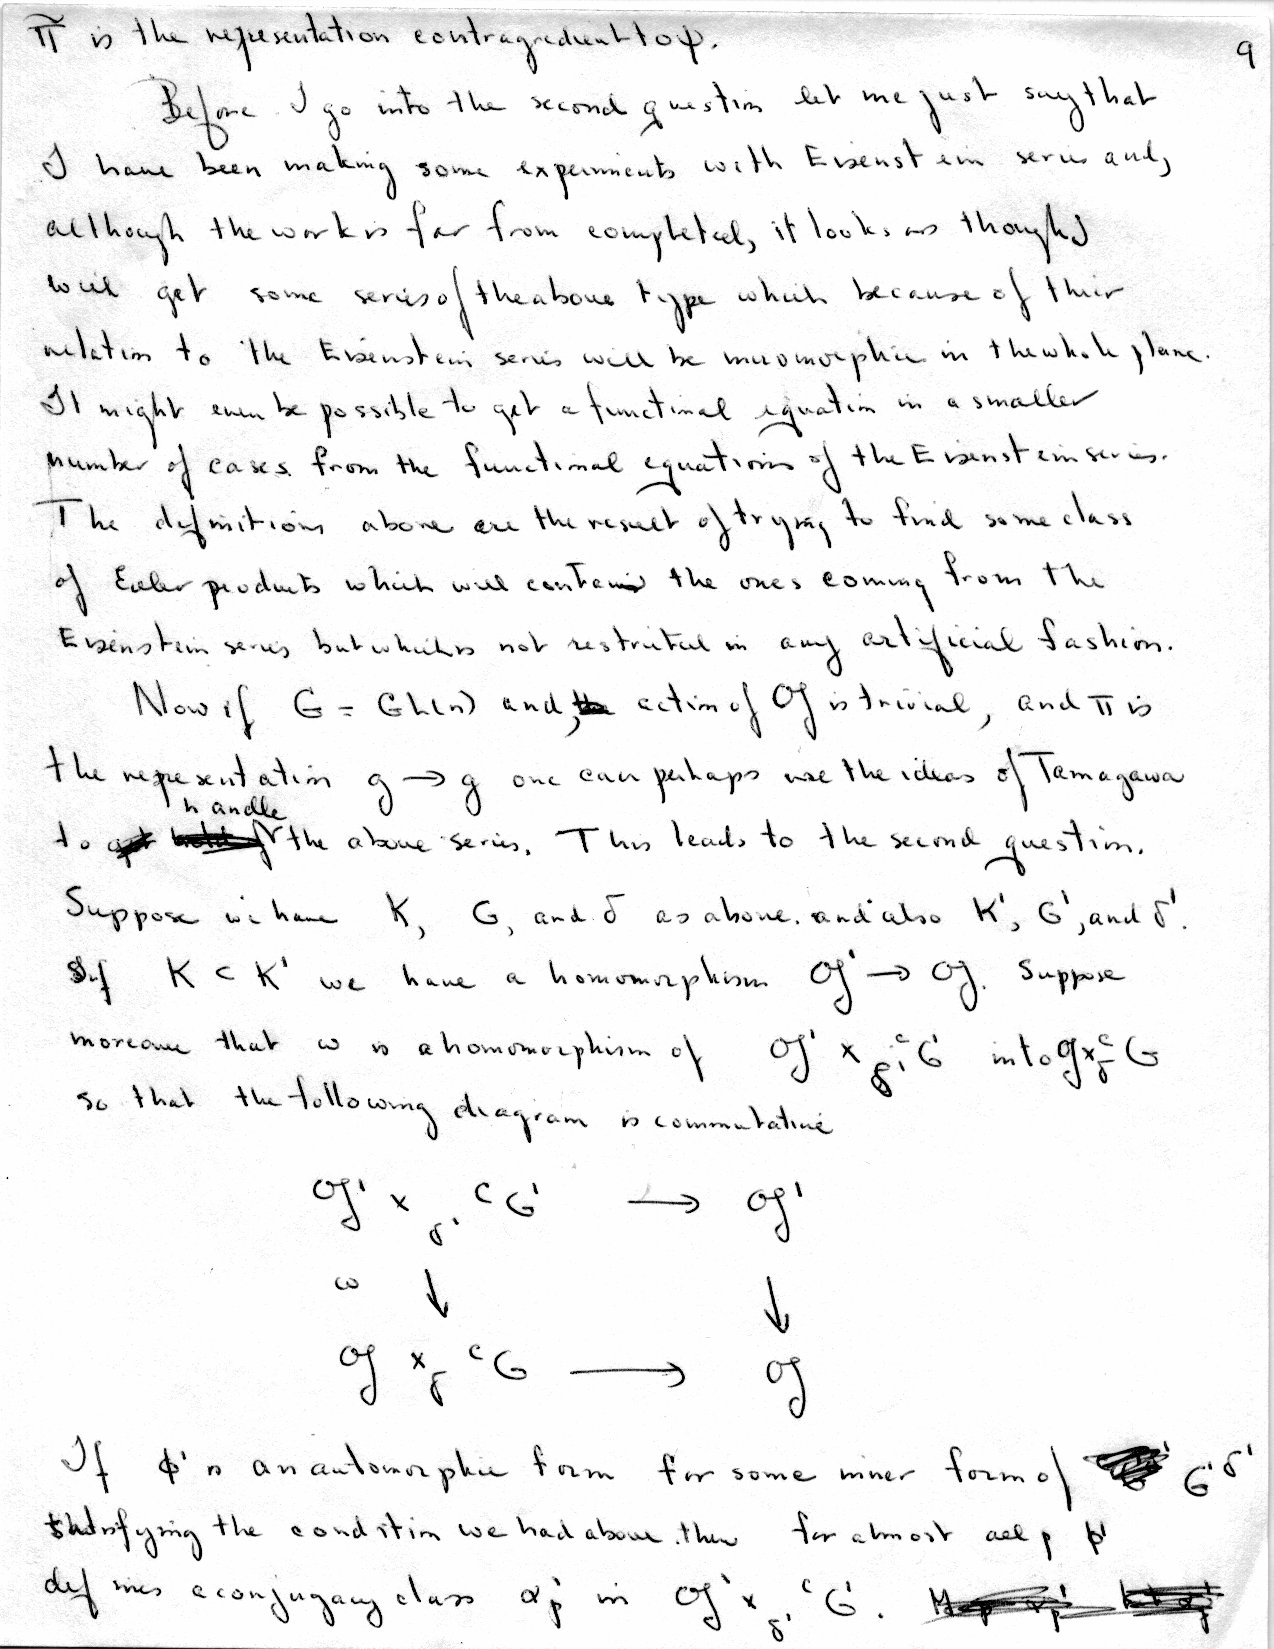 π̃ is the representation contragredient to φ.
9
Before I go into the second question let me just say that
I have been making some experiments with Eisenstein series and,
although the work is far from completed, it looks as though I
will get some series of the above type which because of their
relation to the Eisenstein series will be meromorphic in the whole plane.
It might even be possible to get a functional equation in a smaller
number of cases from the functional equations of the Eisenstein series.
The definitions above are the result of trying to find some class
of Euler products which will contain the ones coming from the
Eisenstein series but which is not restricted in any artificial fashion.
Now if G = GL(n) and, action of 𝔤 is trivial, and π is
the representation g → g one can perhaps use the ideas of Tamagawa
to handle the above series. This leads to the second question.
Suppose we have K, G, and δ as above. and also K', G', and δ'.
If K ⊂ K' we have a homomorphism 𝔤' → 𝔤. Suppose
moreover that ω is a homomorphism of 𝔤' ×_δ' ᶜG' into 𝔤 ×_δ ᶜG
so that the following diagram is commutative
𝔤' ×_δ' ᶜG' → 𝔤'
ω ↓ ↓
𝔤 ×_δ ᶜG → 𝔤
If φ' is an automorphic form for some inner form of G'^δ'
satisfying the condition we had above. then for almost all p φ'
defines a conjugacy class α'_p in 𝔤' ×_δ' ᶜG'.